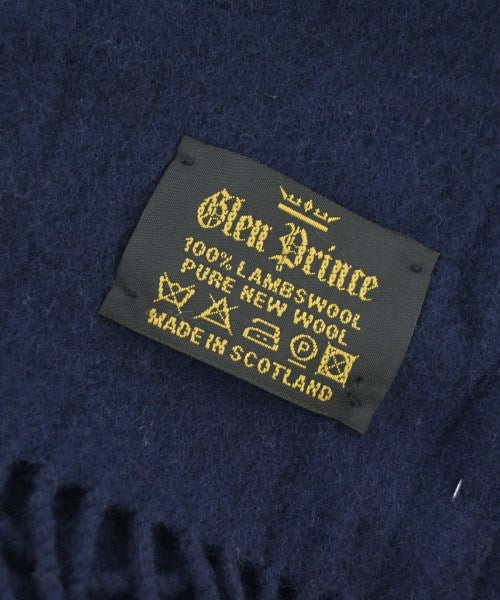 Glen Prince
100% LAMBSWOOL
PURE NEW WOOL
P
MADE IN SCOTLAND